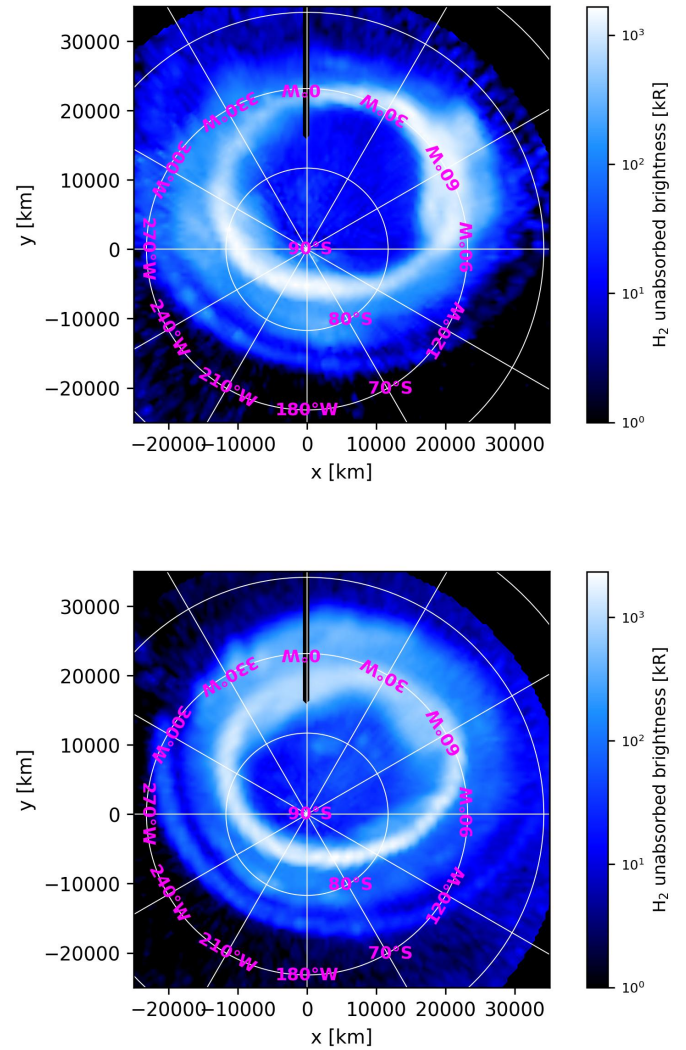 30000
20000
10000
0
−10000
−20000
y [km]
0°W
330°W
30°W
300°W
60°W
270°W
90°S
90°W
240°W
80°S
120°W
210°W
70°S
180°W
−20000−10000 0 10000 20000 30000
x [km]
10³
10²
10¹
10⁰
H₂ unabsorbed brightness [kR]
30000
20000
10000
0
−10000
−20000
y [km]
0°W
330°W
30°W
300°W
60°W
270°W
90°S
90°W
240°W
80°S
120°W
210°W
70°S
180°W
−20000−10000 0 10000 20000 30000
x [km]
10³
10²
10¹
10⁰
H₂ unabsorbed brightness [kR]